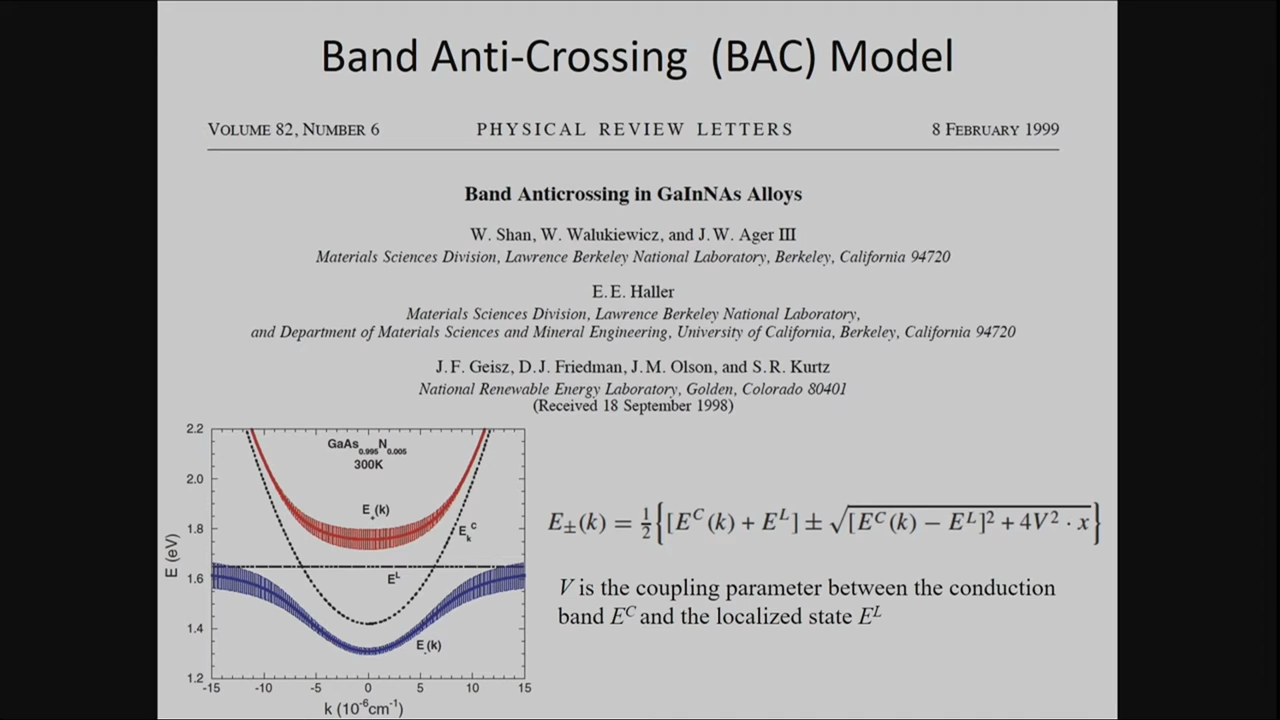 Band Anti-Crossing (BAC) Model
VOLUME 82, NUMBER 6 PHYSICAL REVIEW LETTERS 8 FEBRUARY 1999
Band Anticrossing in GaInNAs Alloys
W. Shan, W. Walukiewicz, and J. W. Ager III
Materials Sciences Division, Lawrence Berkeley National Laboratory, Berkeley, California 94720
E. E. Haller
Materials Sciences Division, Lawrence Berkeley National Laboratory,
and Department of Materials Sciences and Mineral Engineering, University of California, Berkeley, California 94720
J. F. Geisz, D. J. Friedman, J. M. Olson, and S. R. Kurtz
National Renewable Energy Laboratory, Golden, Colorado 80401
(Received 18 September 1998)
2.2
2.0
1.8
1.6
1.4
1.2
E (eV)
GaAs₀.₉₉₅N₀.₀₀₅
300K
E₊(k)
Eₖᶜ
Eᴸ
E₋(k)
-15 -10 -5 0 5 10 15
k (10⁻⁶cm⁻¹)
E±(k) = ½{[Eᶜ(k) + Eᴸ] ± √[Eᶜ(k) − Eᴸ]² + 4V² · x}
V is the coupling parameter between the conduction
band Eᶜ and the localized state Eᴸ